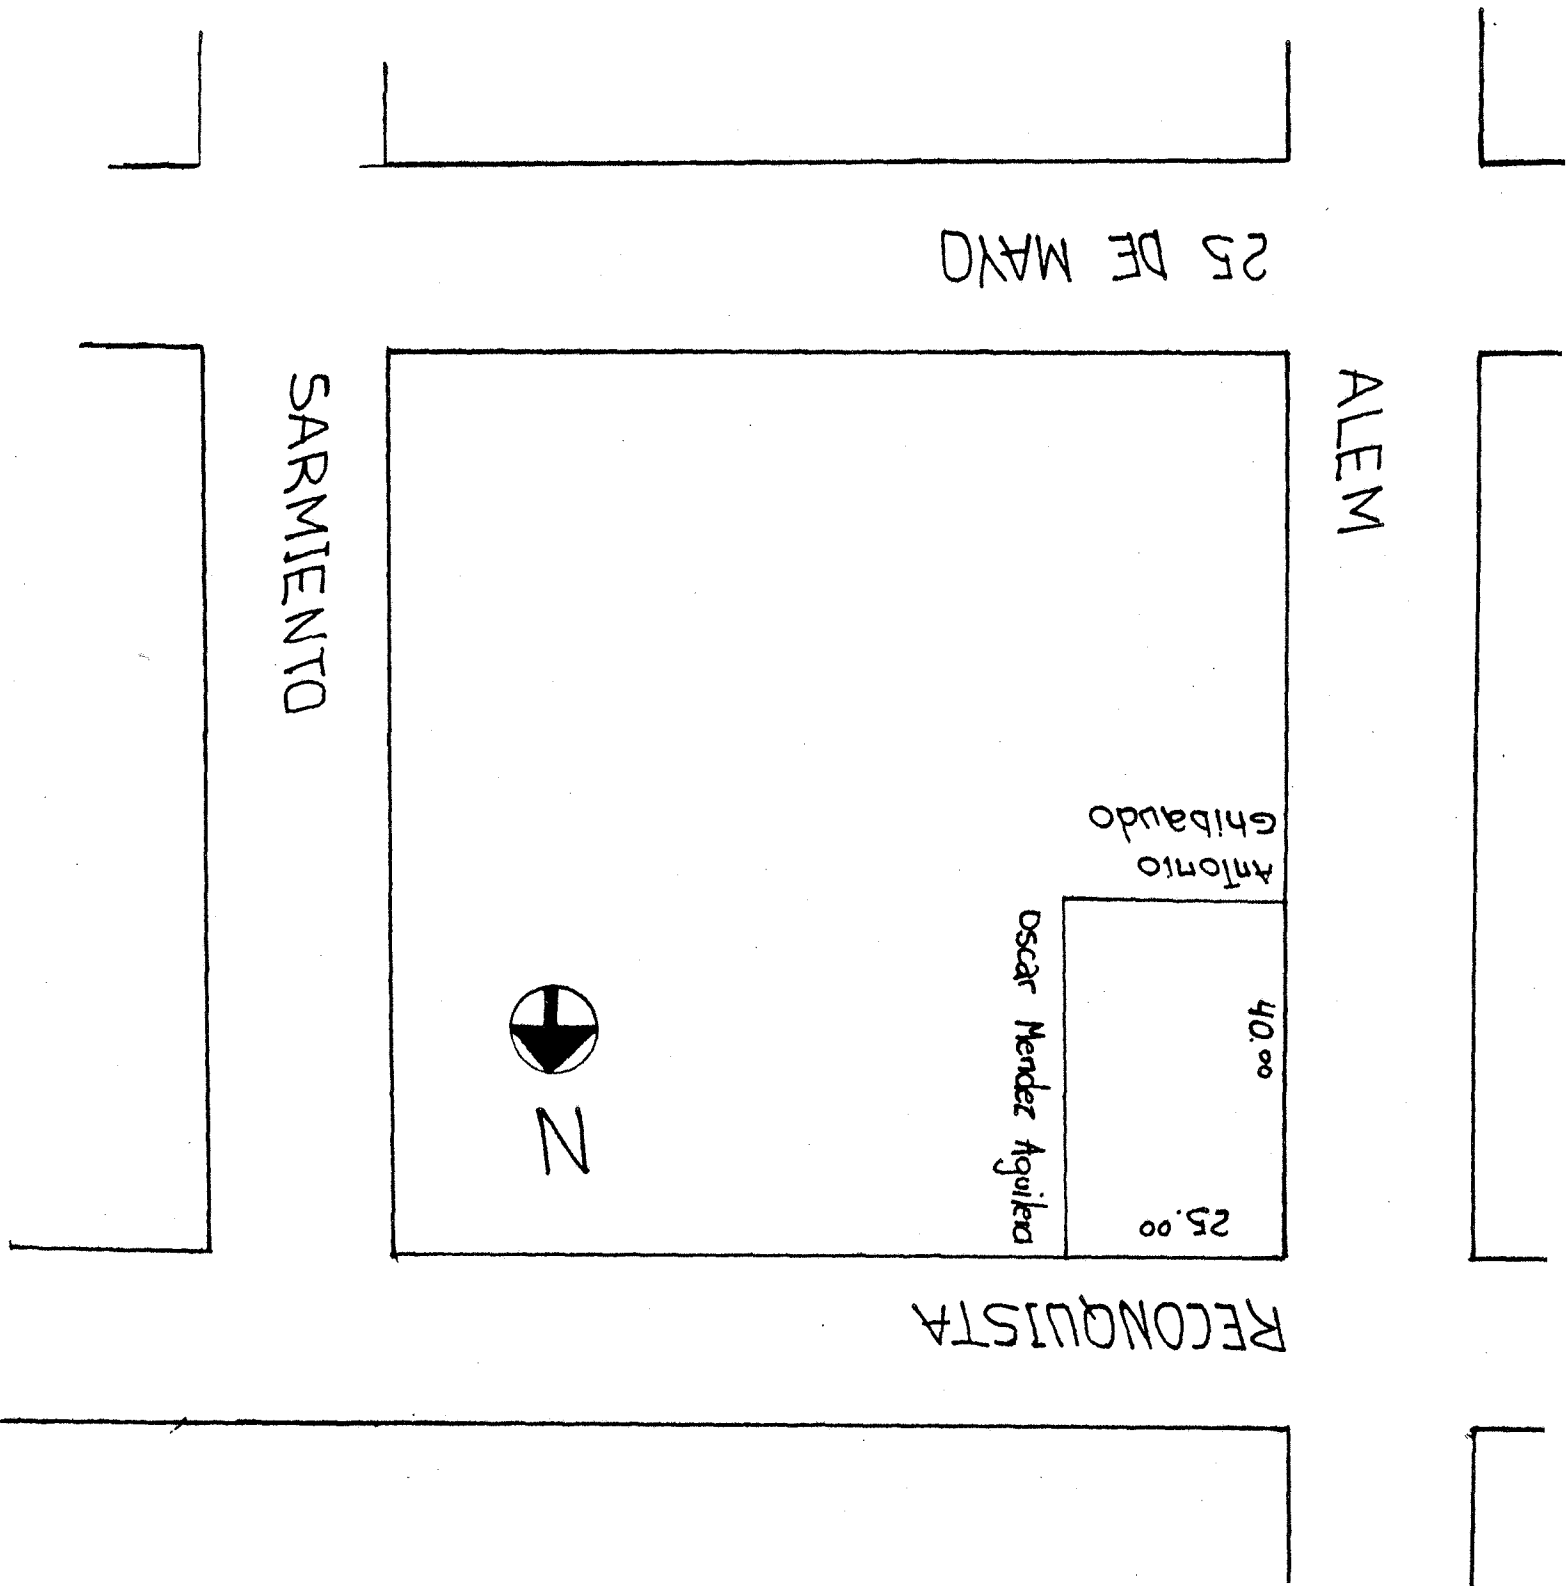 25 DE MAYO
SARMIENTO
ALEM
Antonio
Ghibaudo
Oscar Mendez Aguilera
40.00
25.00
N
RECONQUISTA